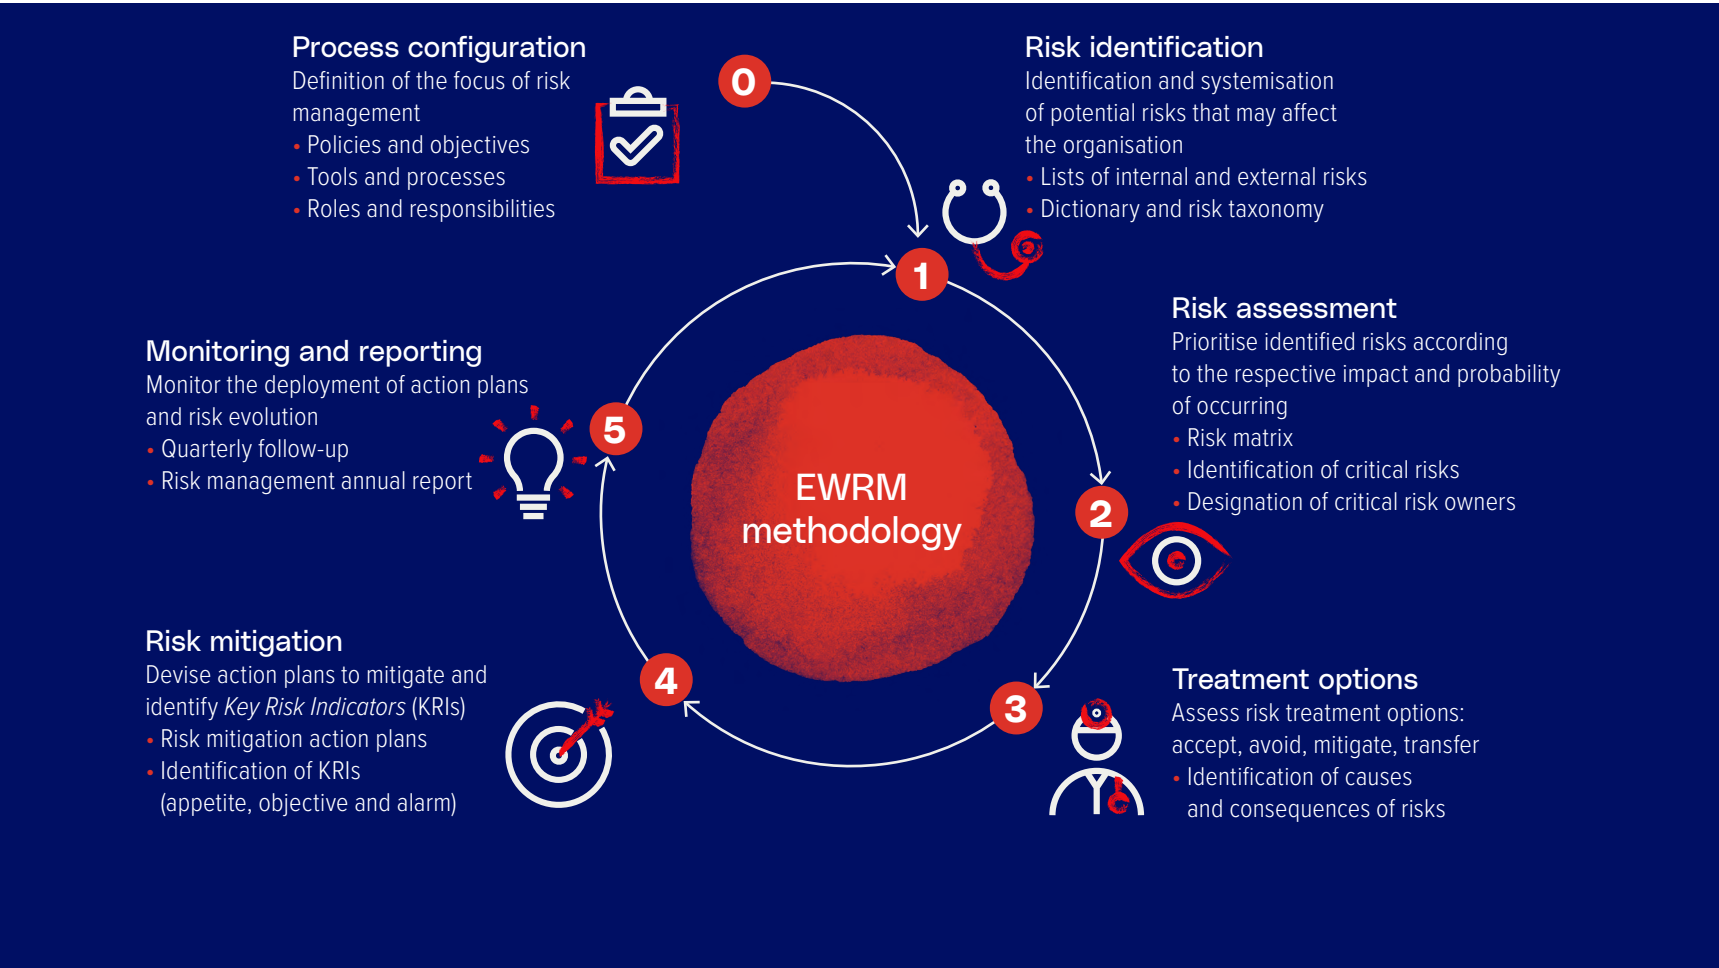 Process configuration
Definition of the focus of risk
management
• Policies and objectives
• Tools and processes
• Roles and responsibilities
0
Risk identification
Identification and systemisation
of potential risks that may affect
the organisation
• Lists of internal and external risks
• Dictionary and risk taxonomy
1
Risk assessment
Prioritise identified risks according
to the respective impact and probability
of occurring
• Risk matrix
• Identification of critical risks
• Designation of critical risk owners
2
Treatment options
Assess risk treatment options:
accept, avoid, mitigate, transfer
• Identification of causes
and consequences of risks
3
Risk mitigation
Devise action plans to mitigate and
identify Key Risk Indicators (KRIs)
• Risk mitigation action plans
• Identification of KRIs
(appetite, objective and alarm)
4
Monitoring and reporting
Monitor the deployment of action plans
and risk evolution
• Quarterly follow-up
• Risk management annual report
5
EWRM
methodology